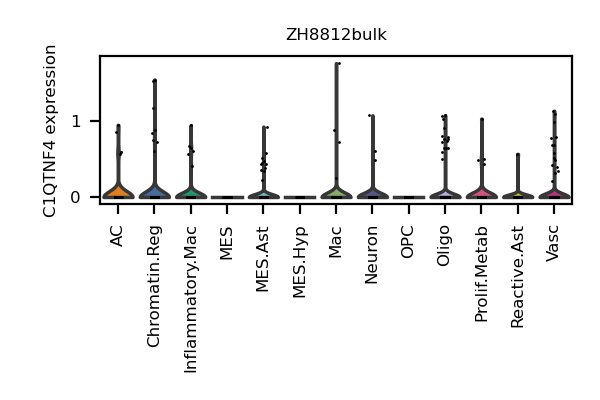 ZH8812bulk
C1QTNF4 expression
1
0
AC
Chromatin.Reg
Inflammatory.Mac
MES
MES.Ast
MES.Hyp
Mac
Neuron
OPC
Oligo
Prolif.Metab
Reactive.Ast
Vasc